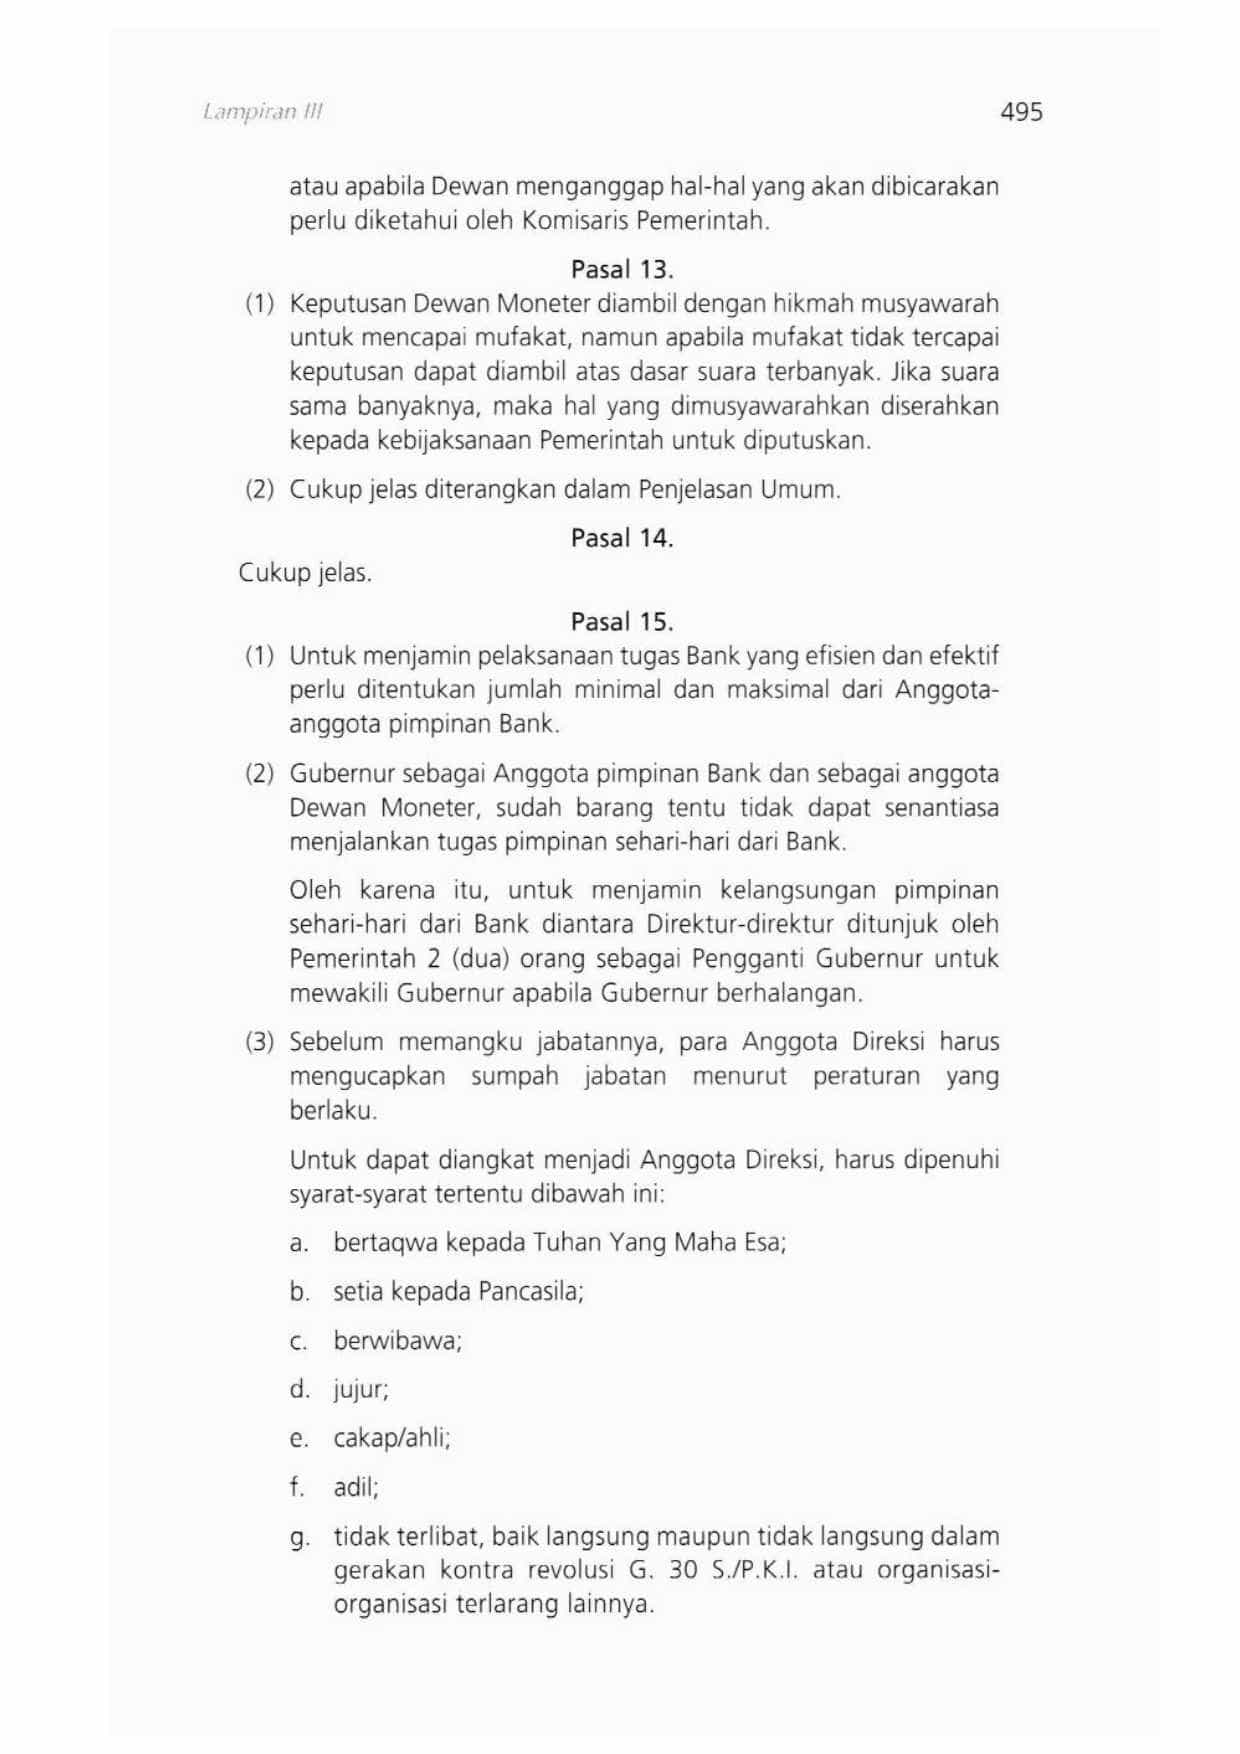 Lampiran III 495
atau apabila Dewan menganggap hal-hal yang akan dibicarakan
perlu diketahui oleh Komisaris Pemerintah.
Pasal 13.
(1) Keputusan Dewan Moneter diambil dengan hikmah musyawarah
untuk mencapai mufakat, namun apabila mufakat tidak tercapai
keputusan dapat diambil atas dasar suara terbanyak. Jika suara
sama banyaknya, maka hal yang dimusyawarahkan diserahkan
kepada kebijaksanaan Pemerintah untuk diputuskan.
(2) Cukup jelas diterangkan dalam Penjelasan Umum.
Pasal 14.
Cukup jelas.
Pasal 15.
(1) Untuk menjamin pelaksanaan tugas Bank yang efisien dan efektif
perlu ditentukan jumlah minimal dan maksimal dari Anggota-
anggota pimpinan Bank.
(2) Gubernur sebagai Anggota pimpinan Bank dan sebagai anggota
Dewan Moneter, sudah barang tentu tidak dapat senantiasa
menjalankan tugas pimpinan sehari-hari dari Bank.
Oleh karena itu, untuk menjamin kelangsungan pimpinan
sehari-hari dari Bank diantara Direktur-direktur ditunjuk oleh
Pemerintah 2 (dua) orang sebagai Pengganti Gubernur untuk
mewakili Gubernur apabila Gubernur berhalangan.
(3) Sebelum memangku jabatannya, para Anggota Direksi harus
mengucapkan sumpah jabatan menurut peraturan yang
berlaku.
Untuk dapat diangkat menjadi Anggota Direksi, harus dipenuhi
syarat-syarat tertentu dibawah ini:
a. bertaqwa kepada Tuhan Yang Maha Esa;
b. setia kepada Pancasila;
c. berwibawa;
d. jujur;
e. cakap/ahli;
f. adil;
g. tidak terlibat, baik langsung maupun tidak langsung dalam
gerakan kontra revolusi G. 30 S./P.K.I. atau organisasi-
organisasi terlarang lainnya.